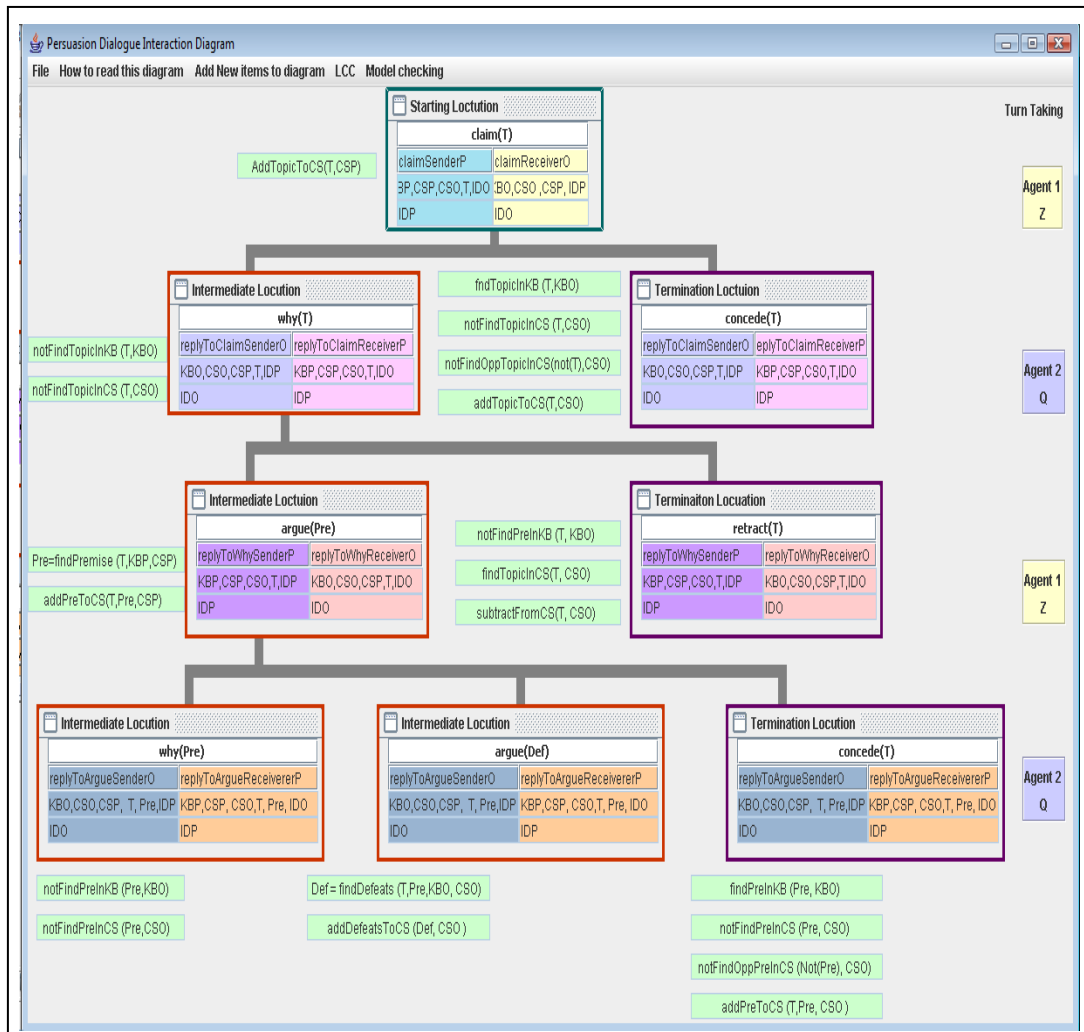 Persuasion Dialogue Interaction Diagram
File How to read this diagram Add New items to diagram LCC Model checking
Starting Loctution
Turn Taking
claim(T)
AddTopicToCS(T,CSP)
claimSenderP claimReceiverO
BP,CSP,CSO,T,IDO BO,CSO ,CSP, IDP
IDP IDO
Agent 1
Z
Intermediate Locution
fndTopicInKB (T,KBO)
Termination Loctuion
why(T)
notFindTopicInCS (T,CSO)
concede(T)
notFindTopicInKB (T,KBO)
replyToClaimSenderO replyToClaimReceiverP
notFindOppTopicInCS(not(T),CSO)
replyToClaimSenderO eplyToClaimReceiverP
KBO,CSO,CSP,T,IDP KBP,CSP,CSO,T,IDO
KBO,CSO,CSP,T,IDP KBP,CSP,CSO,T,IDO
notFindTopicInCS (T,CSO)
IDO IDP
addTopicToCS(T,CSO)
IDO IDP
Agent 2
Q
Intermediate Loctuion
Terminaiton Locuation
argue(Pre)
notFindPreInKB (T, KBO)
retract(T)
Pre=findPremise (T,KBP,CSP)
replyToWhySenderP replyToWhyReceiverO
findTopicInCS(T, CSO)
replyToWhySenderP replyToWhyReceiverO
KBP,CSP,CSO,T,IDP KBO,CSO,CSP,T,IDO
KBP,CSP,CSO,T,IDP KBO,CSO,CSP,T,IDO
addPreToCS(T,Pre,CSP)
IDP IDO
subtractFromCS(T, CSO)
IDP IDO
Agent 1
Z
Intermediate Locution
Intermediate Locution
Termination Locution
why(Pre)
argue(Def)
concede(T)
replyToArgueSenderO replyToArgueReceivererP
replyToArgueSenderO replyToArgueReceivererP
replyToArgueSenderO replyToArgueReceivererP
KBO,CSO,CSP, T, Pre,IDP KBP,CSP, CSO,T, Pre, IDO
KBO,CSO,CSP, T, Pre,IDP KBP,CSP, CSO,T, Pre, IDO
KBO,CSO,CSP, T, Pre,IDP KBP,CSP, CSO,T, Pre, IDO
IDO IDP
IDO IDP
IDO IDP
Agent 2
Q
notFindPreInKB (Pre,KBO)
Def = findDefeats (T,Pre,KBO, CSO)
findPreInKB (Pre, KBO)
notFindPreInCS (Pre,CSO)
addDefeatsToCS (Def, CSO )
notFindPreInCS (Pre, CSO)
notFindOppPreInCS (Not(Pre), CSO)
addPreToCS (T,Pre, CSO )